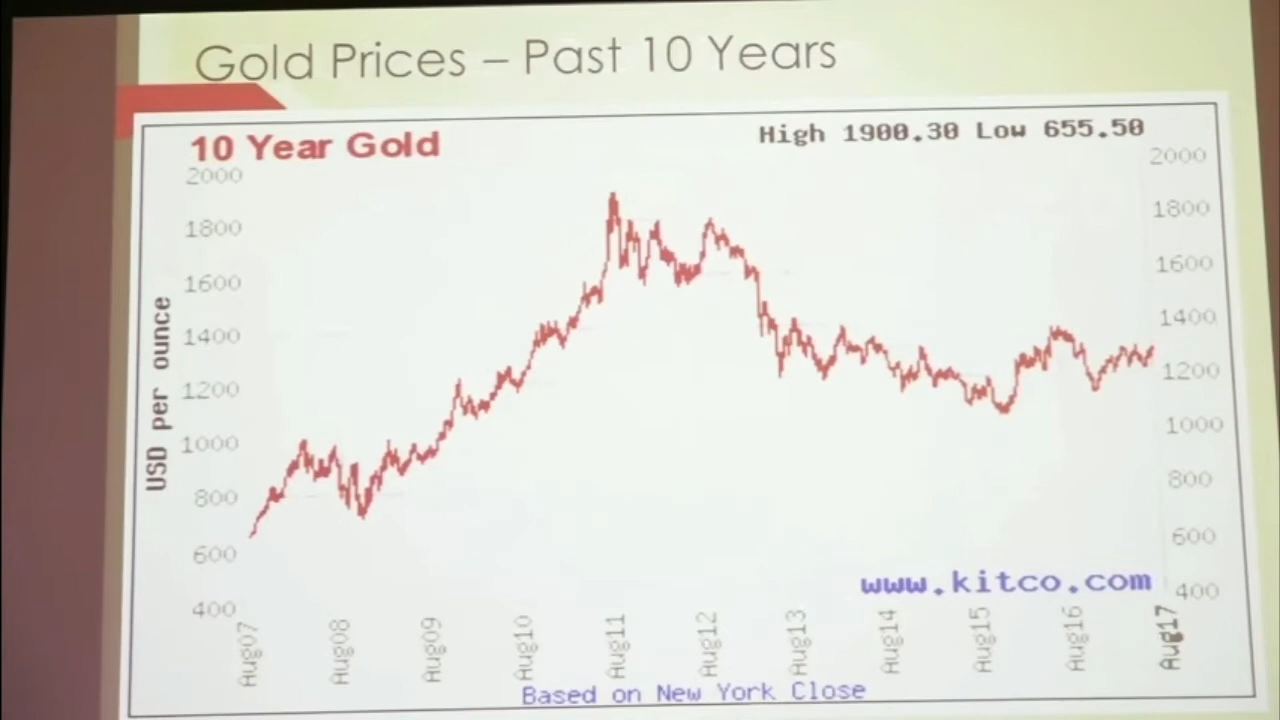 Gold Prices – Past 10 Years
10 Year Gold
High 1900.30 Low 655.50
2000
1800
1600
1400
1200
1000
800
600
400
USD per ounce
2000
1800
1600
1400
1200
1000
800
600
400
www.kitco.com
Aug07
Aug08
Aug09
Aug10
Aug11
Aug12
Aug13
Aug14
Aug15
Aug16
Aug17
Based on New York Close